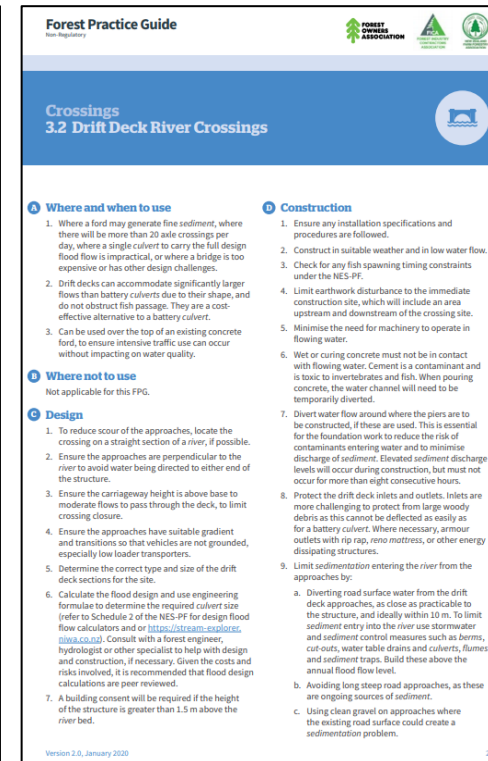 Forest Practice Guide
Non-Regulatory
FOREST
OWNERS
ASSOCIATION
FICA
FOREST INDUSTRY
CONTRACTORS
ASSOCIATION
Crossings
3.2 Drift Deck River Crossings
A Where and when to use
1. Where a ford may generate fine sediment, where
there will be more than 20 axle crossings per
day, where a single culvert to carry the full design
flood flow is impractical, or where a bridge is too
expensive or has other design challenges.
2. Drift decks can accommodate significantly larger
flows than battery culverts due to their shape, and
do not obstruct fish passage. They are a cost-
effective alternative to a battery culvert.
3. Can be used over the top of an existing concrete
ford, to ensure intensive traffic use can occur
without impacting on water quality.
B Where not to use
Not applicable for this FPG.
C Design
1. To reduce scour of the approaches, locate the
crossing on a straight section of a river, if possible.
2. Ensure the approaches are perpendicular to the
river to avoid water being directed to either end of
the structure.
3. Ensure the carriageway height is above base to
moderate flows to pass through the deck, to limit
crossing closure.
4. Ensure the approaches have suitable gradient
and transitions so that vehicles are not grounded,
especially low loader transporters.
5. Determine the correct type and size of the drift
deck sections for the site.
6. Calculate the flood design and use engineering
formulae to determine the required culvert size
(refer to Schedule 2 of the NES-PF for design flood
flow calculators and or https://stream-explorer.
niwa.co.nz). Consult with a forest engineer,
hydrologist or other specialist to help with design
and construction, if necessary. Given the costs and
risks involved, it is recommended that flood design
calculations are peer reviewed.
7. A building consent will be required if the height
of the structure is greater than 1.5 m above the
river bed.
D Construction
1. Ensure any installation specifications and
procedures are followed.
2. Construct in suitable weather and in low water flow.
3. Check for any fish spawning timing constraints
under the NES-PF.
4. Limit earthwork disturbance to the immediate
construction site, which will include an area
upstream and downstream of the crossing site.
5. Minimise the need for machinery to operate in
flowing water.
6. Wet or curing concrete must not be in contact
with flowing water. Cement is a contaminant and
is toxic to invertebrates and fish. When pouring
concrete, the water channel will need to be
temporarily diverted.
7. Divert water flow around where the piers are to
be constructed, if these are used. This is essential
for the foundation work to reduce the risk of
contaminants entering water and to minimise
discharge of sediment. Elevated sediment discharge
levels will occur during construction, but must not
occur for more than eight consecutive hours.
8. Protect the drift deck inlets and outlets. Inlets are
more challenging to protect from large woody
debris as this cannot be deflected as easily as
for a battery culvert. Where necessary, armour
outlets with rip rap, reno mattress, or other energy
dissipating structures.
9. Limit sedimentation entering the river from the
approaches by:
a. Diverting road surface water from the drift
deck approaches, as close as practicable to
the structure, and ideally within 10 m. To limit
sediment entry into the river use stormwater
and sediment control measures such as berms,
cut-outs, water table drains and culverts, flumes
and sediment traps. Build these above the
annual flood flow level.
b. Avoiding long steep road approaches, as these
are ongoing sources of sediment.
c. Using clean gravel on approaches where
the existing road surface could create a
sedimentation problem.
Version 2.0, January 2020